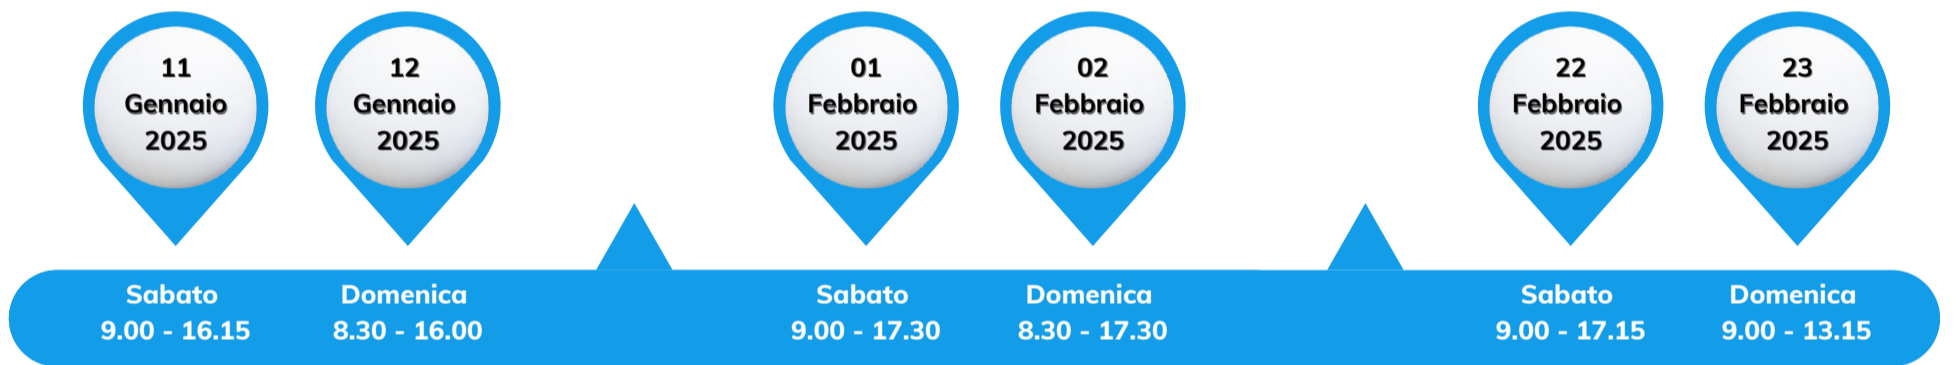 11
Gennaio
2025
12
Gennaio
2025
01
Febbraio
2025
02
Febbraio
2025
22
Febbraio
2025
23
Febbraio
2025
Sabato
9.00 - 16.15
Domenica
8.30 - 16.00
Sabato
9.00 - 17.30
Domenica
8.30 - 17.30
Sabato
9.00 - 17.15
Domenica
9.00 - 13.15